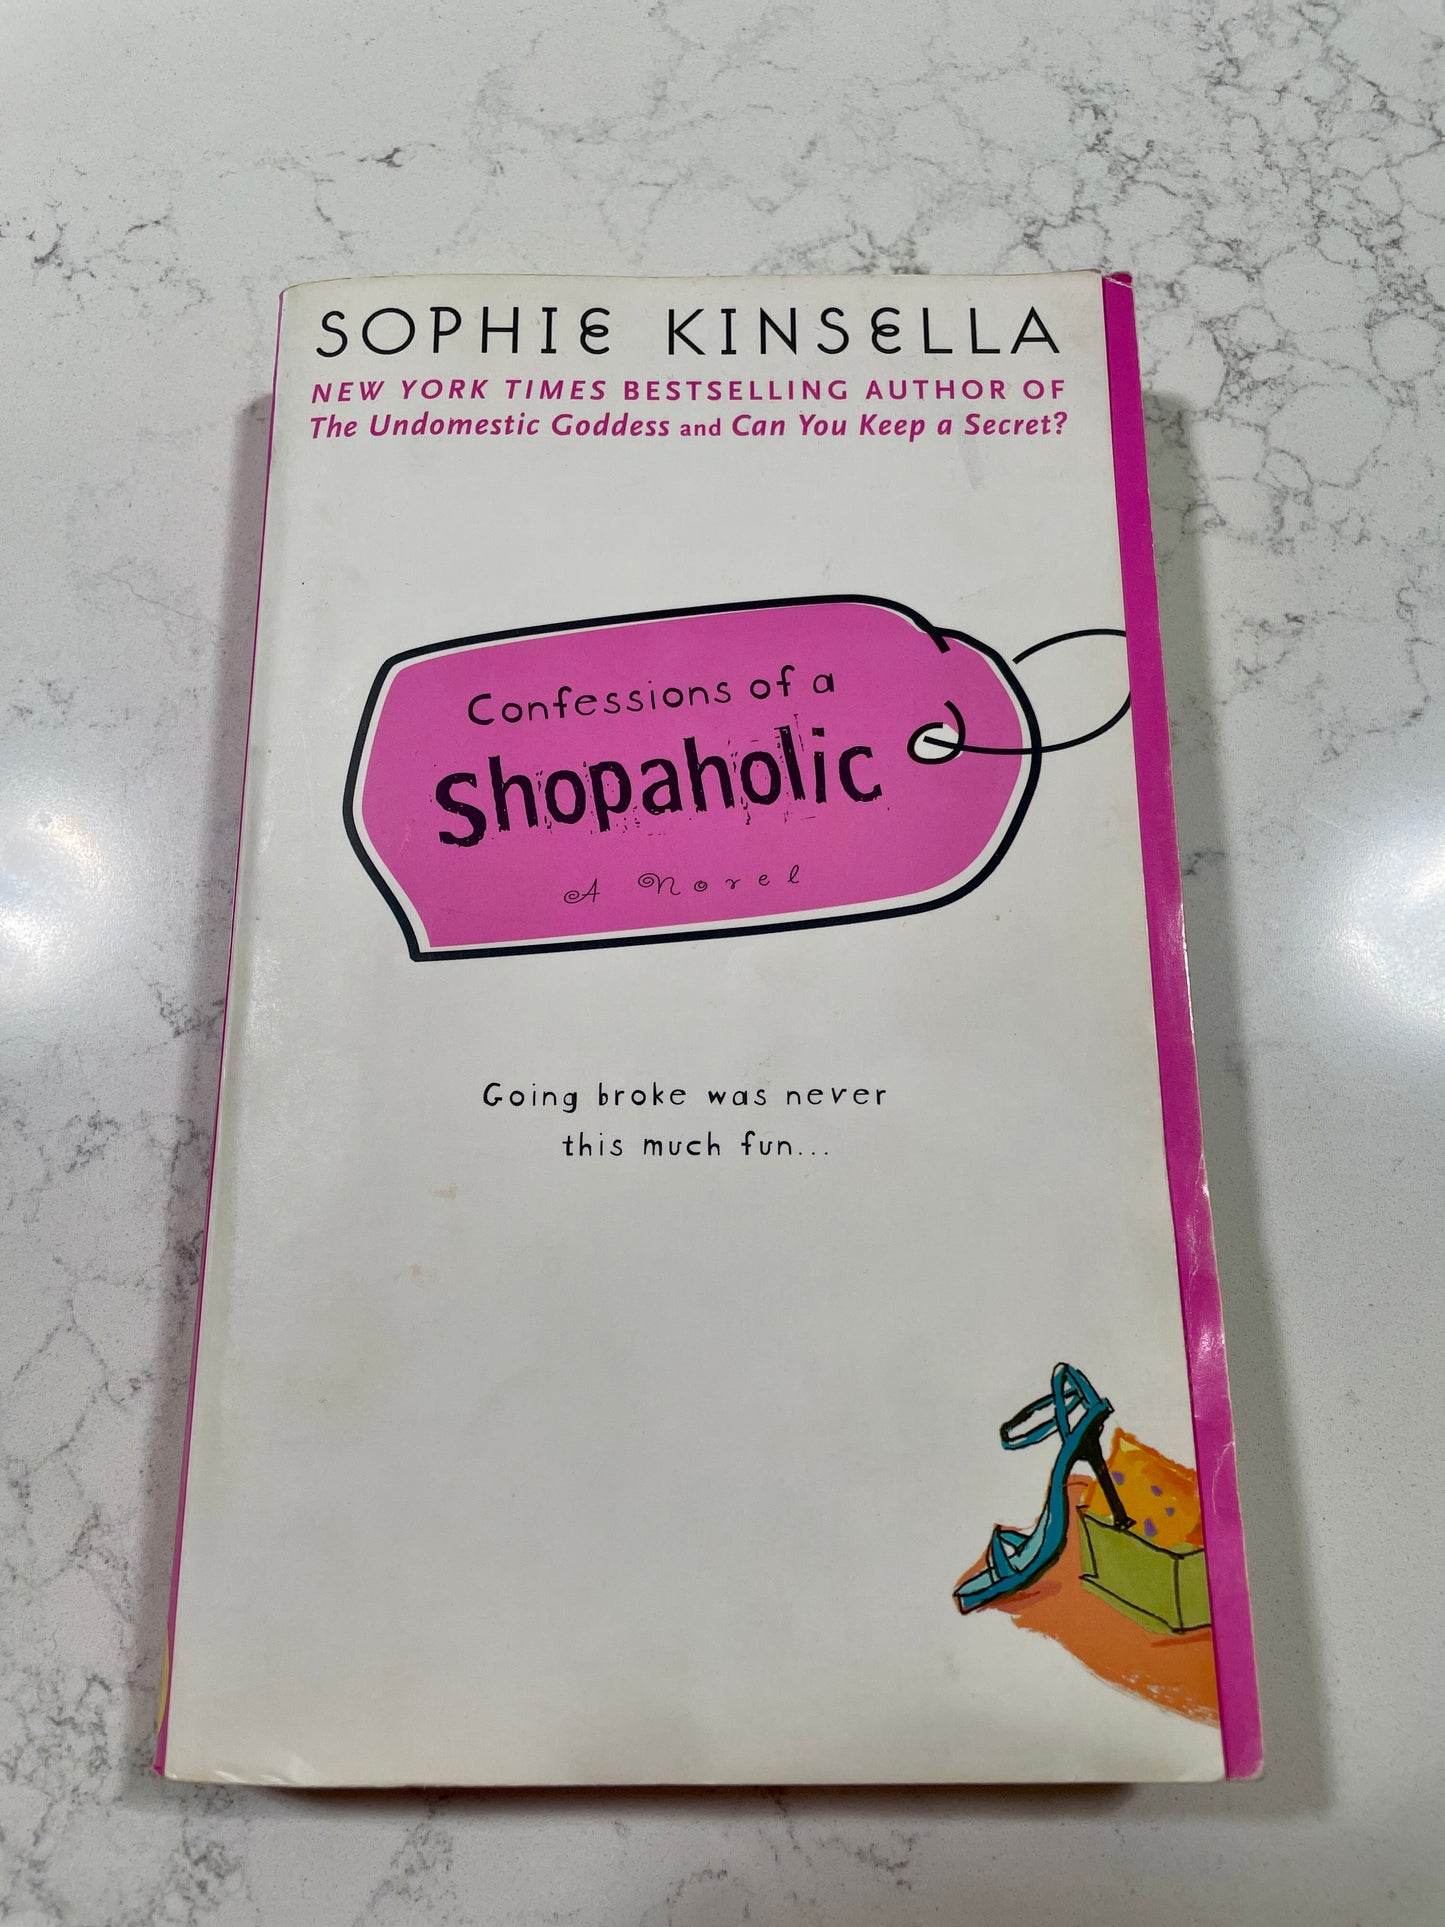 SOPHIE KINSELLA
NEW YORK TIMES BESTSELLING AUTHOR OF
The Undomestic Goddess and Can You Keep a Secret?
Confessions of a
Shopaholic
A Novel
Going broke was never
this much fun...